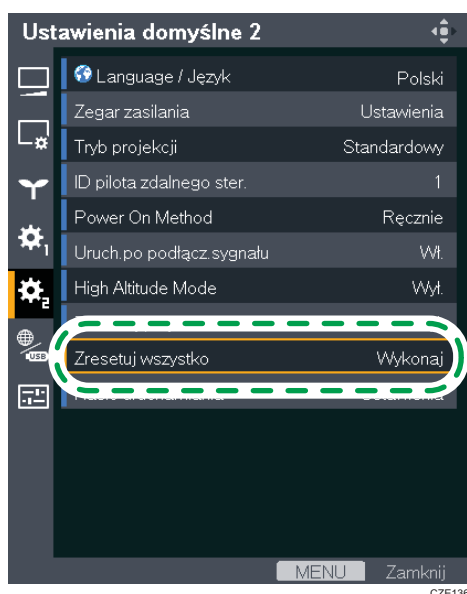 Ustawienia domyślne 2
Language / Język Polski
Zegar zasilania Ustawienia
Tryb projekcji Standardowy
ID pilota zdalnego ster. 1
Power On Method Ręcznie
Uruch.po podłącz.sygnału Wł.
High Altitude Mode Wył.
Zresetuj wszystko Wykonaj
MENU Zamknij
CZE136